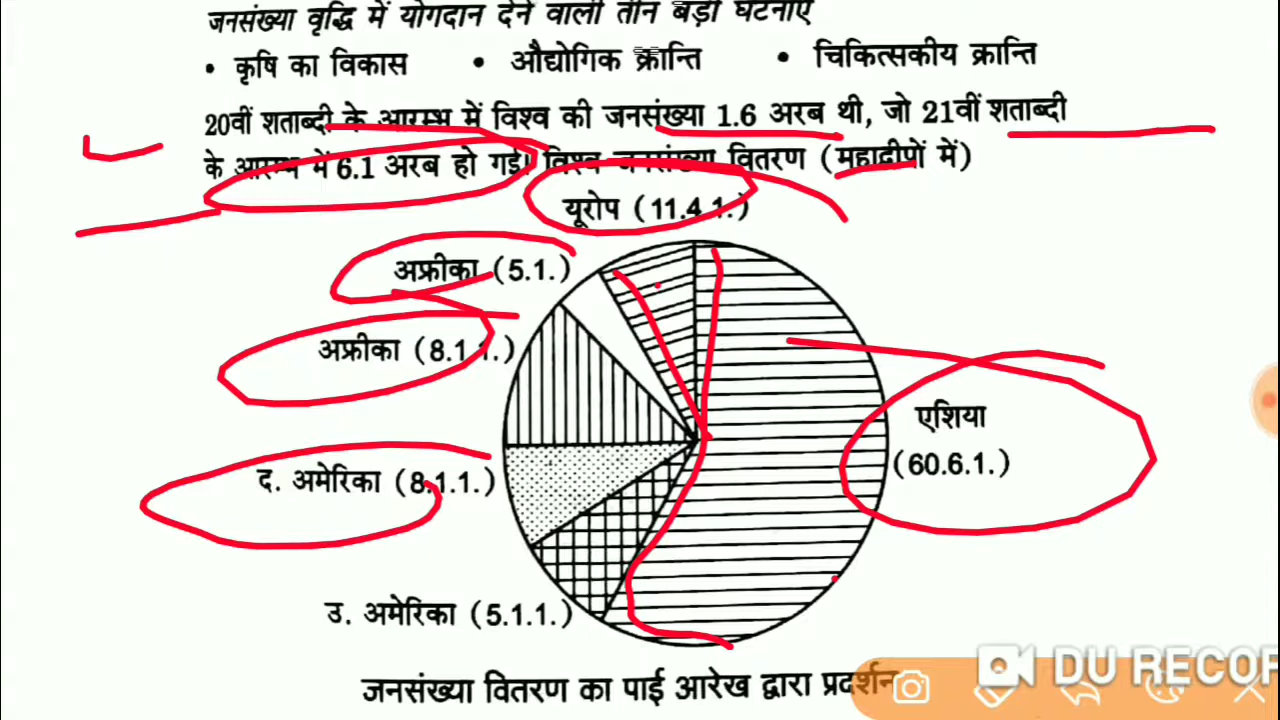 जनसंख्या वृद्धि में योगदान देने वाली तीन बड़ी घटनाएं
• कृषि का विकास • औद्योगिक क्रान्ति • चिकित्सकीय क्रान्ति
20वीं शताब्दी के आरम्भ में विश्व की जनसंख्या 1.6 अरब थी, जो 21वीं शताब्दी
के आरम्भ में 6.1 अरब हो गई। विश्व जनसंख्या वितरण (महाद्वीपों में)
यूरोप (11.4.1.)
अफ्रीका (5.1.)
अफ्रीका (8.1.1.)
एशिया
(60.6.1.)
द. अमेरिका (8.1.1.)
उ. अमेरिका (5.1.1.)
जनसंख्या वितरण का पाई आरेख द्वारा प्रदर्शन
DU RECOR